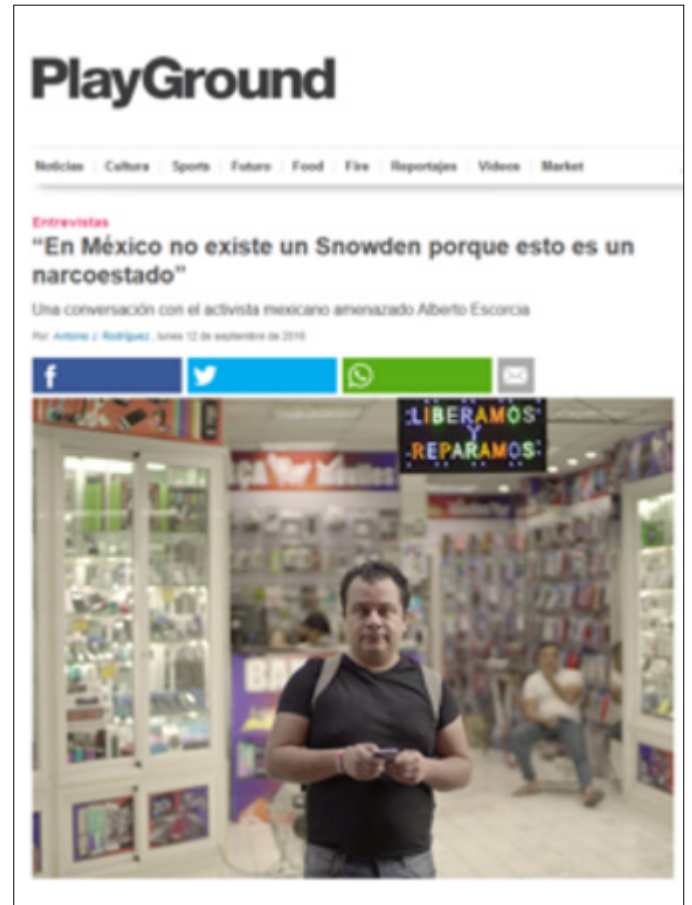 PlayGround
Noticias Cultura Sports Futuro Food Fire Reportajes Videos Market
Entrevistas
“En México no existe un Snowden porque esto es un
narcoestado”
Una conversación con el activista mexicano amenazado Alberto Escorcia
Por: Antonio J. Rodríguez, lunes 12 de septiembre de 2016
LIBERAMOS
Y
REPARAMOS